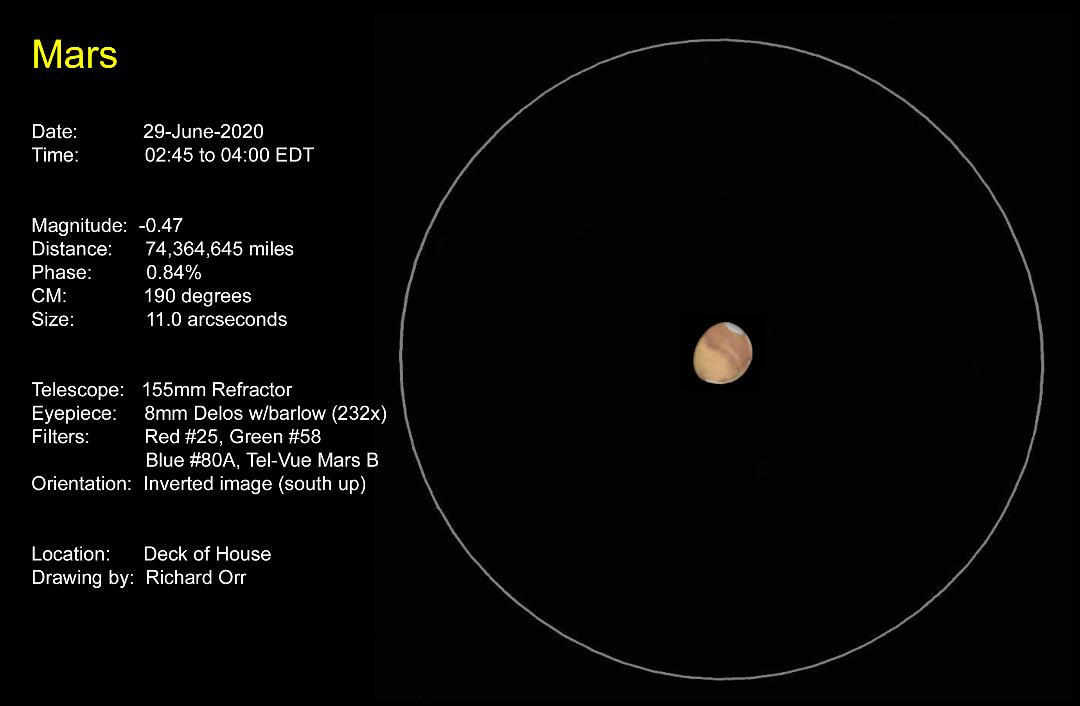 Mars
Date: 29-June-2020
Time: 02:45 to 04:00 EDT
Magnitude: -0.47
Distance: 74,364,645 miles
Phase: 0.84%
CM: 190 degrees
Size: 11.0 arcseconds
Telescope: 155mm Refractor
Eyepiece: 8mm Delos w/barlow (232x)
Filters: Red #25, Green #58
Blue #80A, Tel-Vue Mars B
Orientation: Inverted image (south up)
Location: Deck of House
Drawing by: Richard Orr